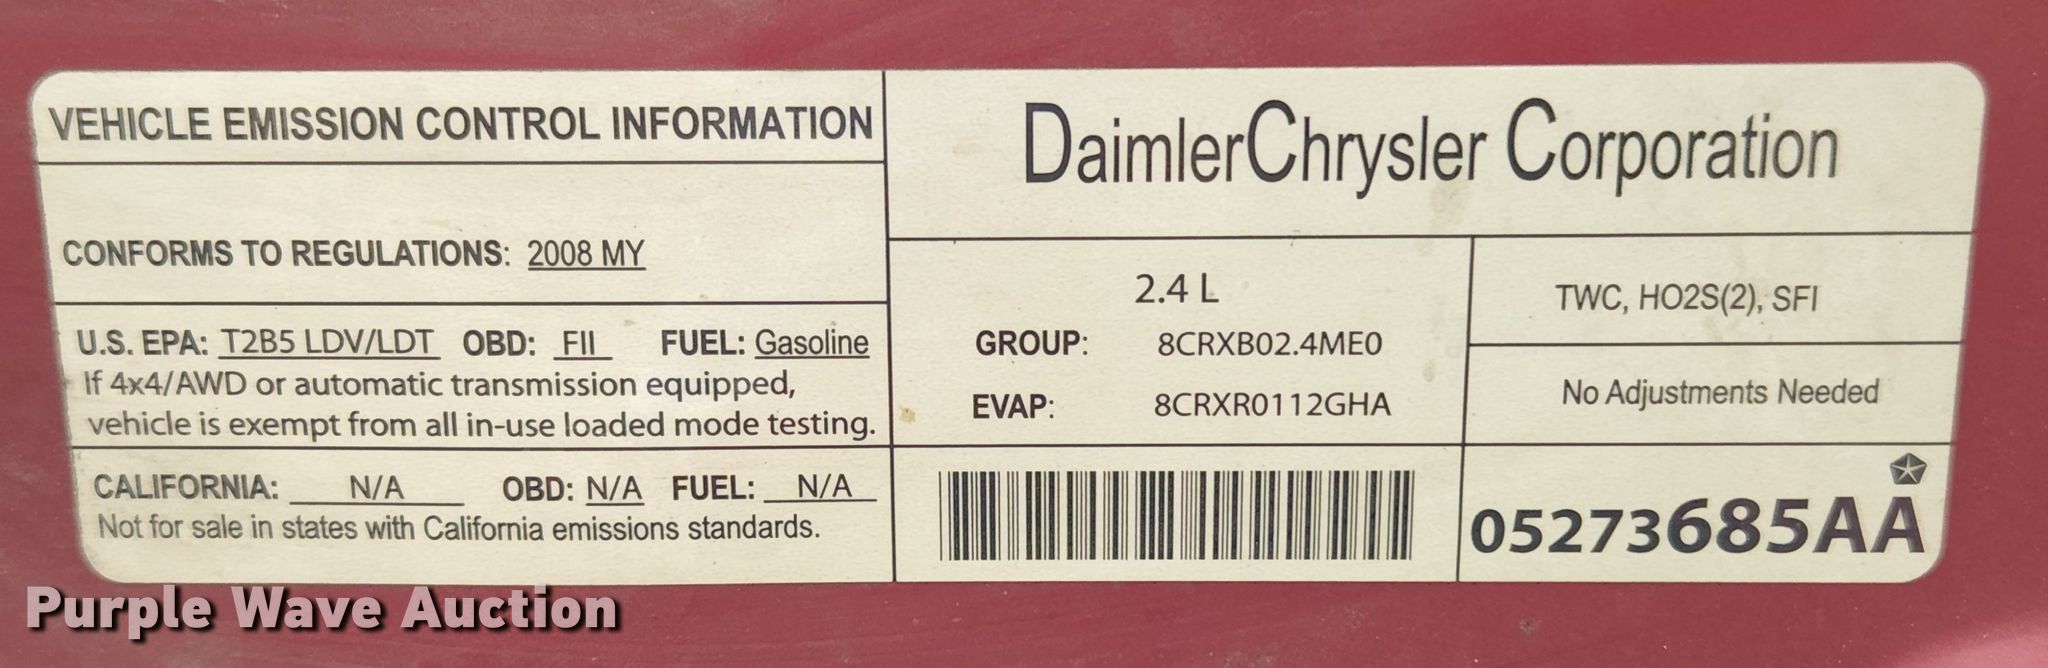 VEHICLE EMISSION CONTROL INFORMATION
CONFORMS TO REGULATIONS: 2008 MY
U.S. EPA: T2B5 LDV/LDT OBD: FII FUEL: Gasoline
If 4x4/AWD or automatic transmission equipped,
vehicle is exempt from all in-use loaded mode testing.
CALIFORNIA: N/A OBD: N/A FUEL: N/A
Not for sale in states with California emissions standards.
DaimlerChrysler Corporation
2.4 L
GROUP: 8CRXB02.4ME0
EVAP: 8CRXR0112GHA
TWC, HO2S(2), SFI
No Adjustments Needed
05273685AA
Purple Wave Auction